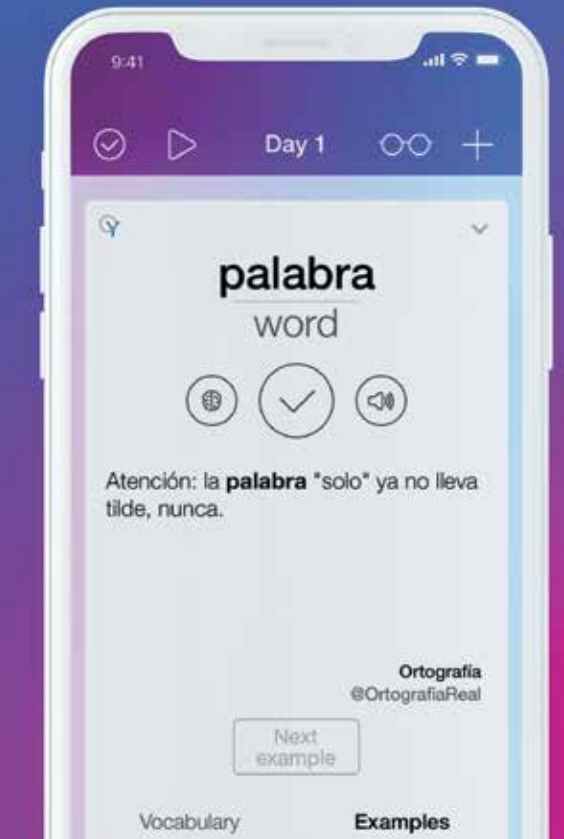 9:41
Day 1
palabra
word
Atención: la palabra "solo" ya no lleva
tilde, nunca.
Ortografía
@OrtografiaReal
Next
example
Vocabulary Examples